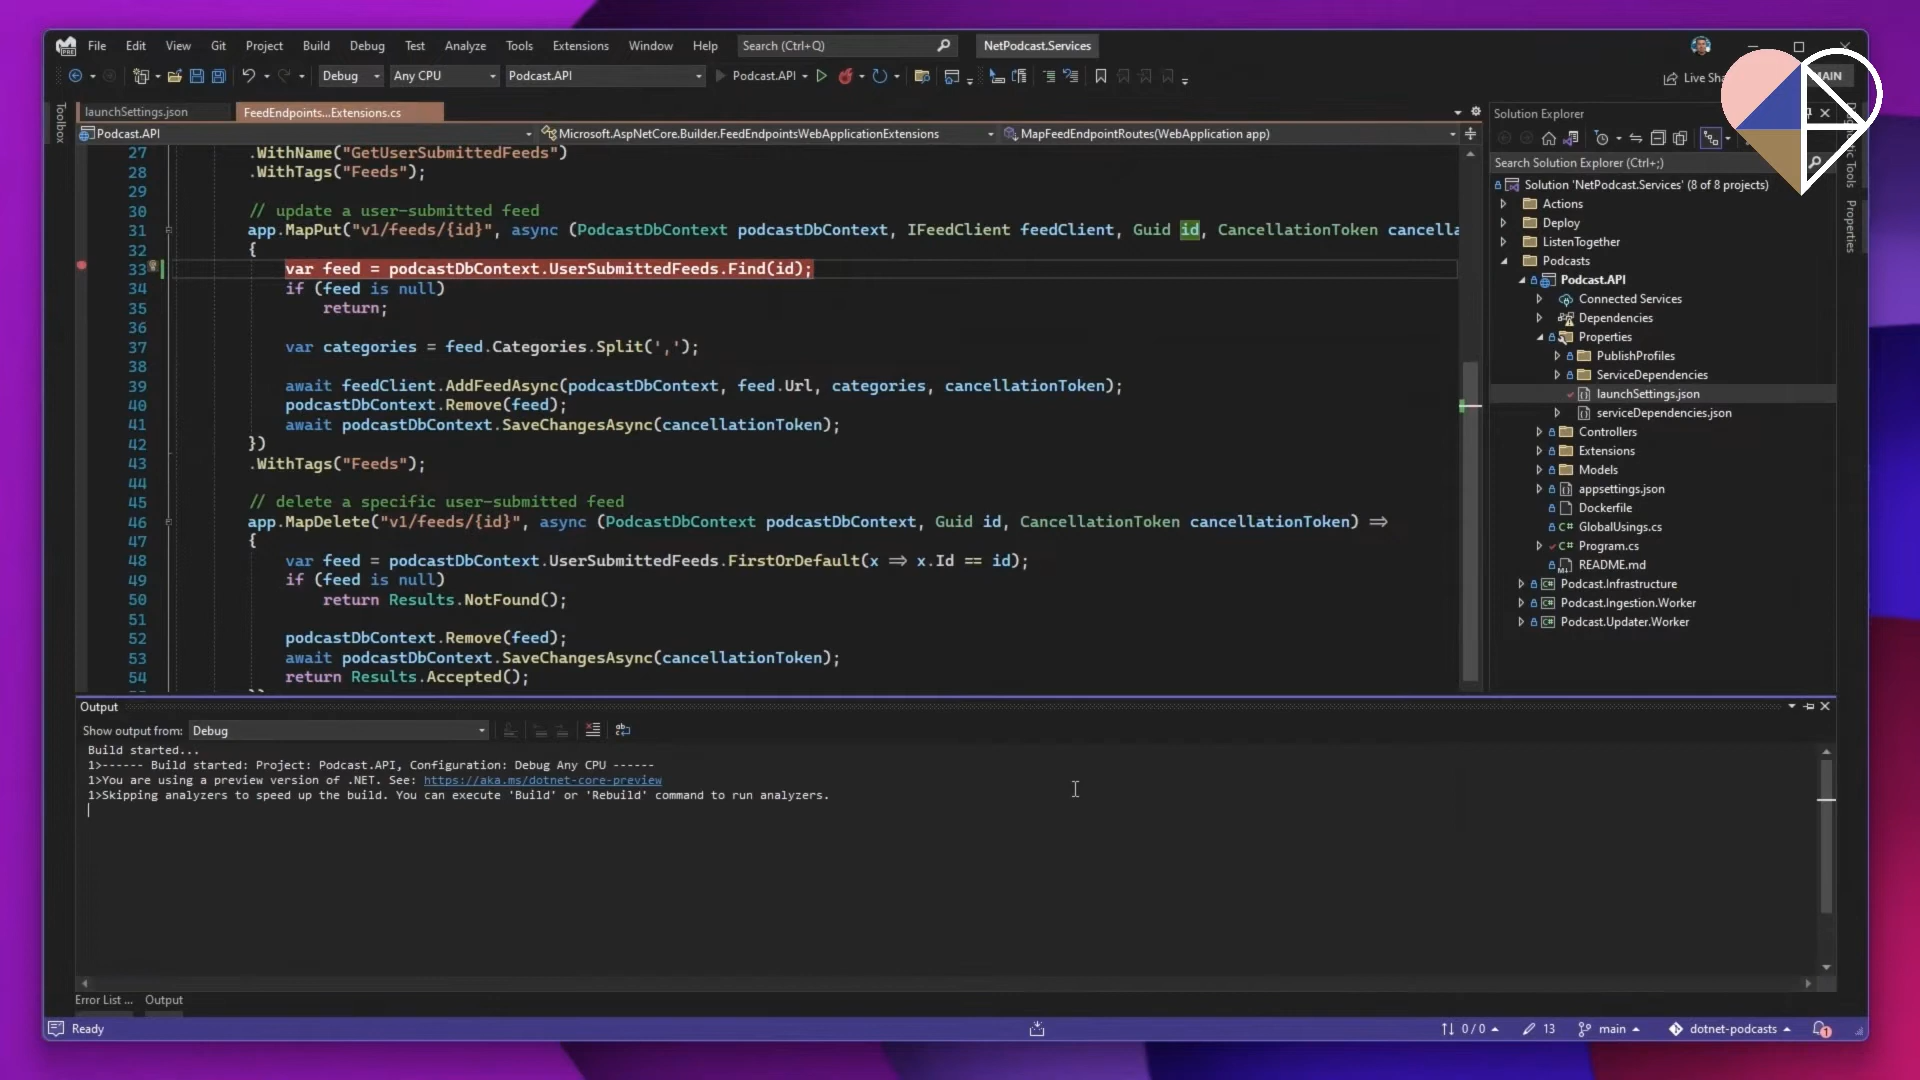 File Edit View Git Project Build Debug Test Analyze Tools Extensions Window Help Search (Ctrl+Q) NetPodcast.Services
Debug Any CPU Podcast.API Podcast.API Live
Toolbox
launchSettings.json FeedEndpoints...Extensions.cs
Podcast.API Microsoft.AspNetCore.Builder.FeedEndpointsWebApplicationExtensions MapFeedEndpointRoutes(WebApplication app)
27 .WithName("GetUserSubmittedFeeds")
28 .WithTags("Feeds");
29
30 // update a user-submitted feed
31 app.MapPut("v1/feeds/{id}", async (PodcastDbContext podcastDbContext, IFeedClient feedClient, Guid id, CancellationToken cancella
32 {
33 var feed = podcastDbContext.UserSubmittedFeeds.Find(id);
34 if (feed is null)
35 return;
36
37 var categories = feed.Categories.Split(',');
38
39 await feedClient.AddFeedAsync(podcastDbContext, feed.Url, categories, cancellationToken);
40 podcastDbContext.Remove(feed);
41 await podcastDbContext.SaveChangesAsync(cancellationToken);
42 })
43 .WithTags("Feeds");
44
45 // delete a specific user-submitted feed
46 app.MapDelete("v1/feeds/{id}", async (PodcastDbContext podcastDbContext, Guid id, CancellationToken cancellationToken) =>
47 {
48 var feed = podcastDbContext.UserSubmittedFeeds.FirstOrDefault(x => x.Id == id);
49 if (feed is null)
50 return Results.NotFound();
51
52 podcastDbContext.Remove(feed);
53 await podcastDbContext.SaveChangesAsync(cancellationToken);
54 return Results.Accepted();
Solution Explorer
Search Solution Explorer (Ctrl+;)
Solution 'NetPodcast.Services' (8 of 8 projects)
Actions
Deploy
ListenTogether
Podcasts
Podcast.API
Connected Services
Dependencies
Properties
PublishProfiles
ServiceDependencies
launchSettings.json
serviceDependencies.json
Controllers
Extensions
Models
appsettings.json
Dockerfile
C# GlobalUsings.cs
C# Program.cs
README.md
C# Podcast.Infrastructure
C# Podcast.Ingestion.Worker
C# Podcast.Updater.Worker
Tools
Properties
Output
Show output from: Debug
Build started...
1>------ Build started: Project: Podcast.API, Configuration: Debug Any CPU ------
1>You are using a preview version of .NET. See: https://aka.ms/dotnet-core-preview
1>Skipping analyzers to speed up the build. You can execute 'Build' or 'Rebuild' command to run analyzers.
Error List ... Output
Ready 0 / 0 13 main dotnet-podcasts 1